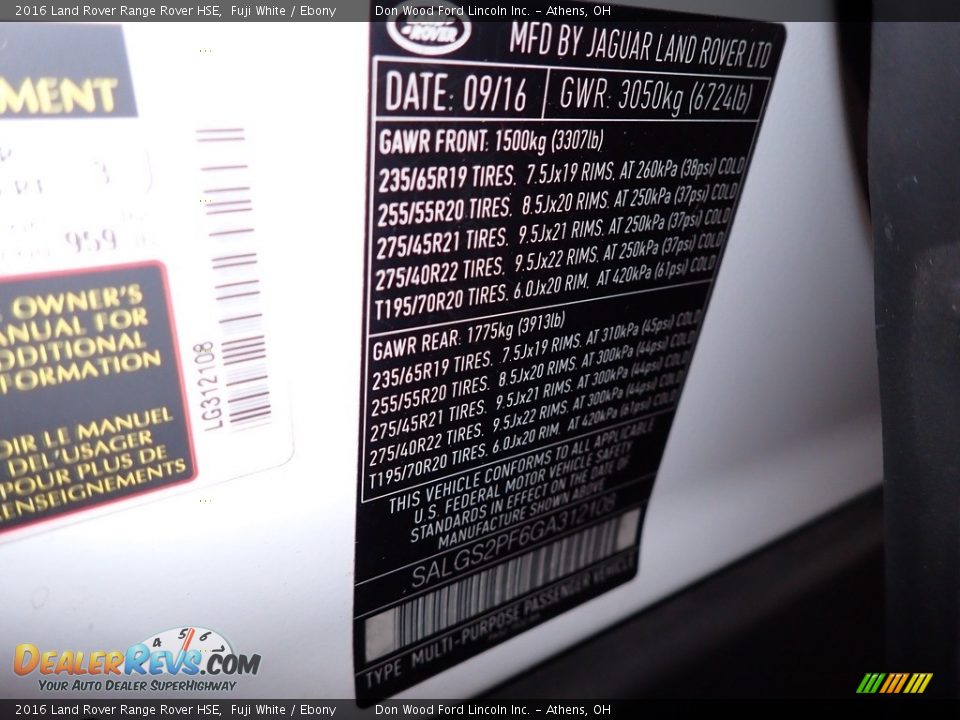 2016 Land Rover Range Rover HSE, Fuji White / Ebony Don Wood Ford Lincoln Inc. - Athens, OH
ROVER
MFD BY JAGUAR LAND ROVER LTD
DATE: 09/16 GWR: 3050kg (6724lb)
GAWR FRONT: 1500kg (3307lb)
235/65R19 TIRES. 7.5Jx19 RIMS. AT 260kPa (38psi) COLD
255/55R20 TIRES. 8.5Jx20 RIMS. AT 250kPa (37psi) COLD
275/45R21 TIRES. 9.5Jx21 RIMS. AT 250kPa (37psi) COLD
275/40R22 TIRES. 9.5Jx22 RIMS. AT 250kPa (37psi) COLD
T195/70R20 TIRES. 6.0Jx20 RIM. AT 420kPa (61psi) COLD
GAWR REAR: 1775kg (3913lb)
235/65R19 TIRES. 7.5Jx19 RIMS. AT 310kPa (45psi) COLD
255/55R20 TIRES. 8.5Jx20 RIMS. AT 300kPa (44psi) COLD
275/45R21 TIRES. 9.5Jx21 RIMS. AT 300kPa (44psi) COLD
275/40R22 TIRES. 9.5Jx22 RIMS. AT 300kPa (44psi) COLD
T195/70R20 TIRES. 6.0Jx20 RIM. AT 420kPa (61psi) COLD
THIS VEHICLE CONFORMS TO ALL APPLICABLE
U.S. FEDERAL MOTOR VEHICLE SAFETY
STANDARDS IN EFFECT ON THE DATE OF
MANUFACTURE SHOWN ABOVE
SALGS2PF6GA312108
TYPE MULTI-PURPOSE PASSENGER VEHICLE
MENT
3
959
LG312108
OWNER'S
ANUAL FOR
DDITIONAL
FORMATION
OIR LE MANUEL
DEL'USAGER
POUR PLUS DE
ENSEIGNEMENTS
4 5 6
DEALERREVS.COM
YOUR AUTO DEALER SUPERHIGHWAY
2016 Land Rover Range Rover HSE, Fuji White / Ebony Don Wood Ford Lincoln Inc. - Athens, OH